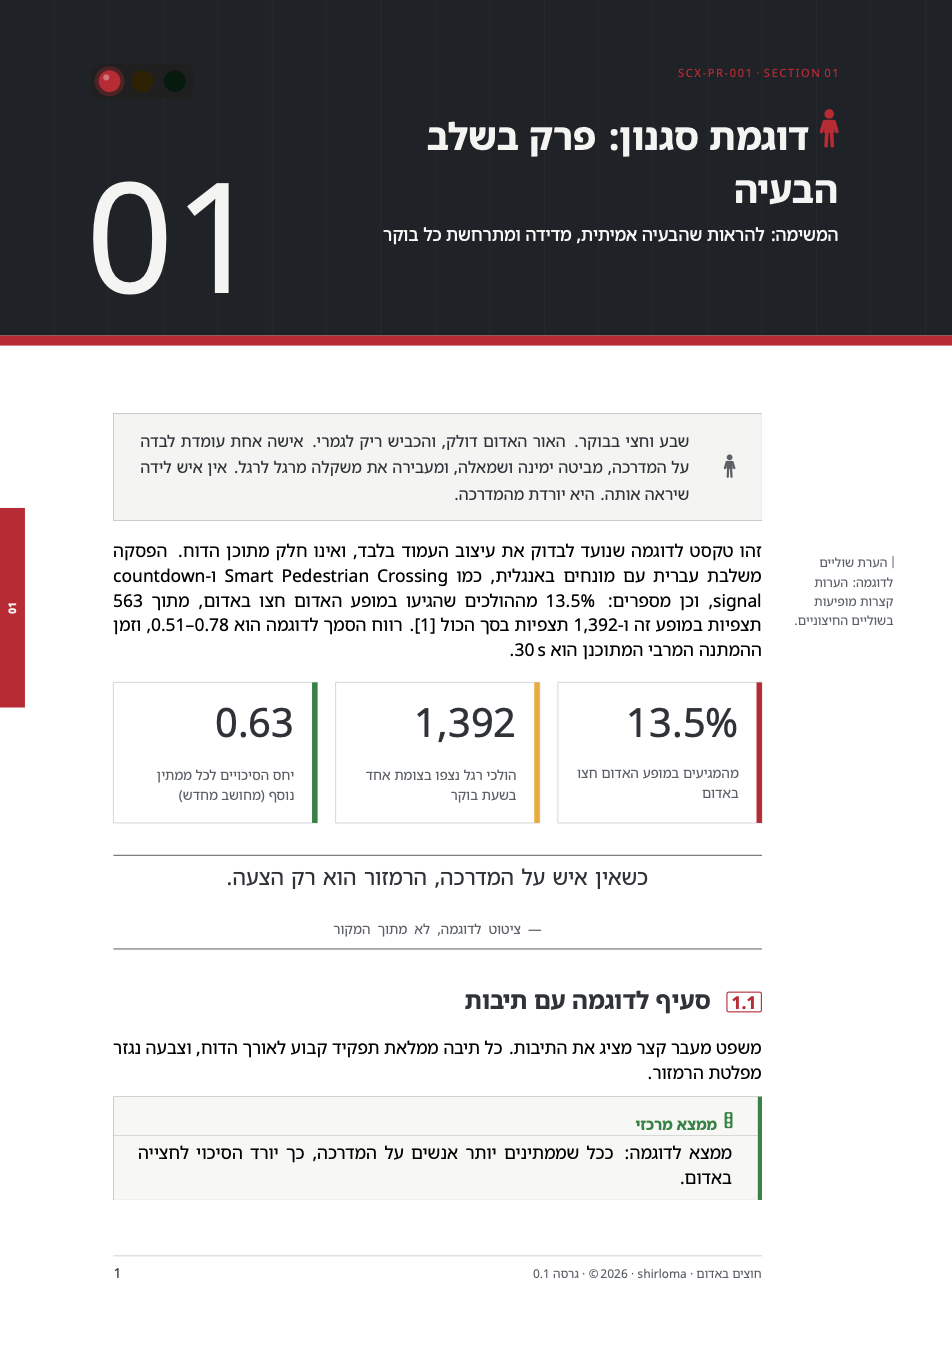 SCX-PR-001 · SECTION 01
דוגמת סגנון: פרק בשלב
הבעיה
המשימה: להראות שהבעיה אמיתית, מדידה ומתרחשת כל בוקר
01
שבע וחצי בבוקר. האור האדום דולק, והכביש ריק לגמרי. אישה אחת עומדת לבדה
על המדרכה, מביטה ימינה ושמאלה, ומעבירה את משקלה מרגל לרגל. אין איש לידה
שיראה אותה. היא יורדת מהמדרכה.
01
זהו טקסט לדוגמה שנועד לבדוק את עיצוב העמוד בלבד, ואינו חלק מתוכן הדוח. הפסקה
משלבת עברית עם מונחים באנגלית, כמו Smart Pedestrian Crossing ו-countdown
signal, וכן מספרים: 13.5% מההולכים שהגיעו במופע האדום חצו באדום, מתוך 563
תצפיות במופע זה ו-1,392 תצפיות בסך הכול [1]. רווח הסמך לדוגמה הוא 0.51–0.78, וזמן
ההמתנה המרבי המתוכנן הוא 30 s.
הערת שוליים
לדוגמה: הערות
קצרות מופיעות
בשוליים החיצוניים.
13.5%
מהמגיעים במופע האדום חצו
באדום
1,392
הולכי רגל נצפו בצומת אחד
בשעת בוקר
0.63
יחס הסיכויים לכל ממתין
נוסף (מחושב מחדש)
כשאין איש על המדרכה, הרמזור הוא רק הצעה.
— ציטוט לדוגמה, לא מתוך המקור
1.1 סעיף לדוגמה עם תיבות
משפט מעבר קצר מציג את התיבות. כל תיבה ממלאת תפקיד קבוע לאורך הדוח, וצבעה נגזר
מפלטת הרמזור.
ממצא מרכזי
ממצא לדוגמה: ככל שממתינים יותר אנשים על המדרכה, כך יורד הסיכוי לחצייה
באדום.
חוצים באדום · shirloma · © 2026 · גרסה 0.1
1